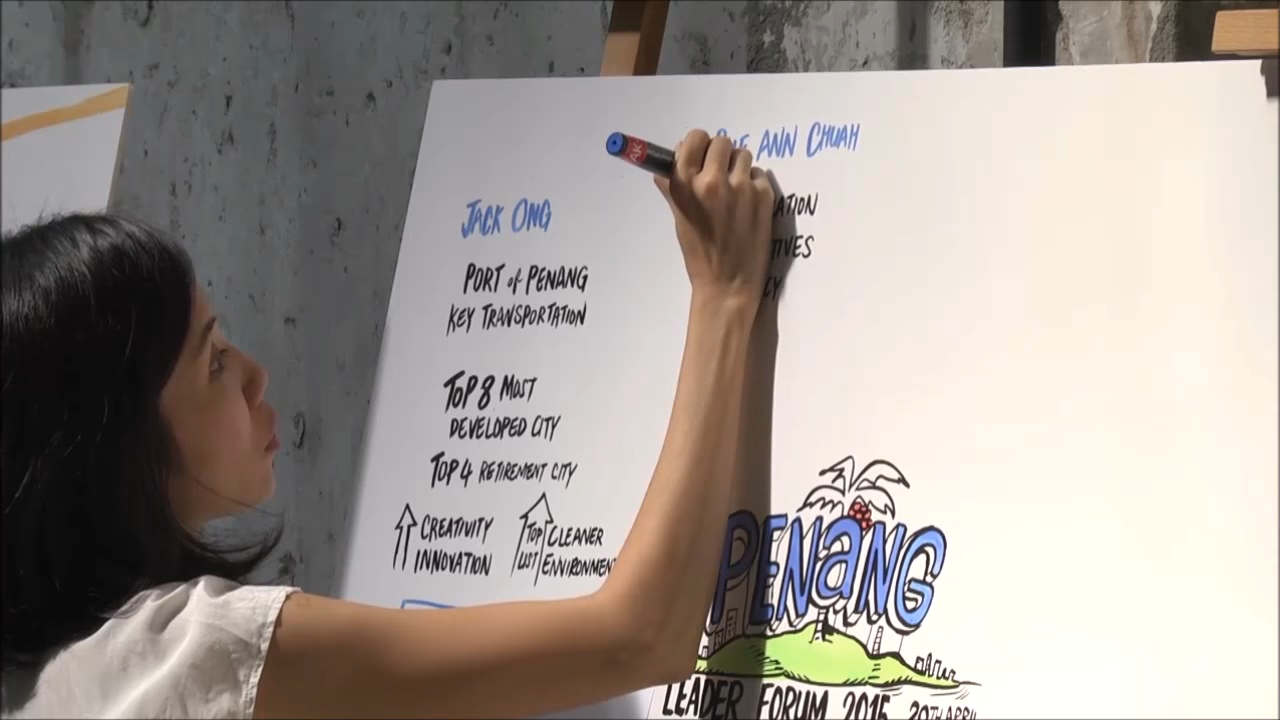 ANN CHUAH
JACK ONG
PORT of PENANG
KEY TRANSPORTATION
TOP 8 MOST
DEVELOPED CITY
TOP 4 RETIREMENT CITY
CREATIVITY
INNOVATION
TOP
LIST
CLEANER
ENVIRONMENT
PENANG
LEADER FORUM 2015 20TH APRIL
AK